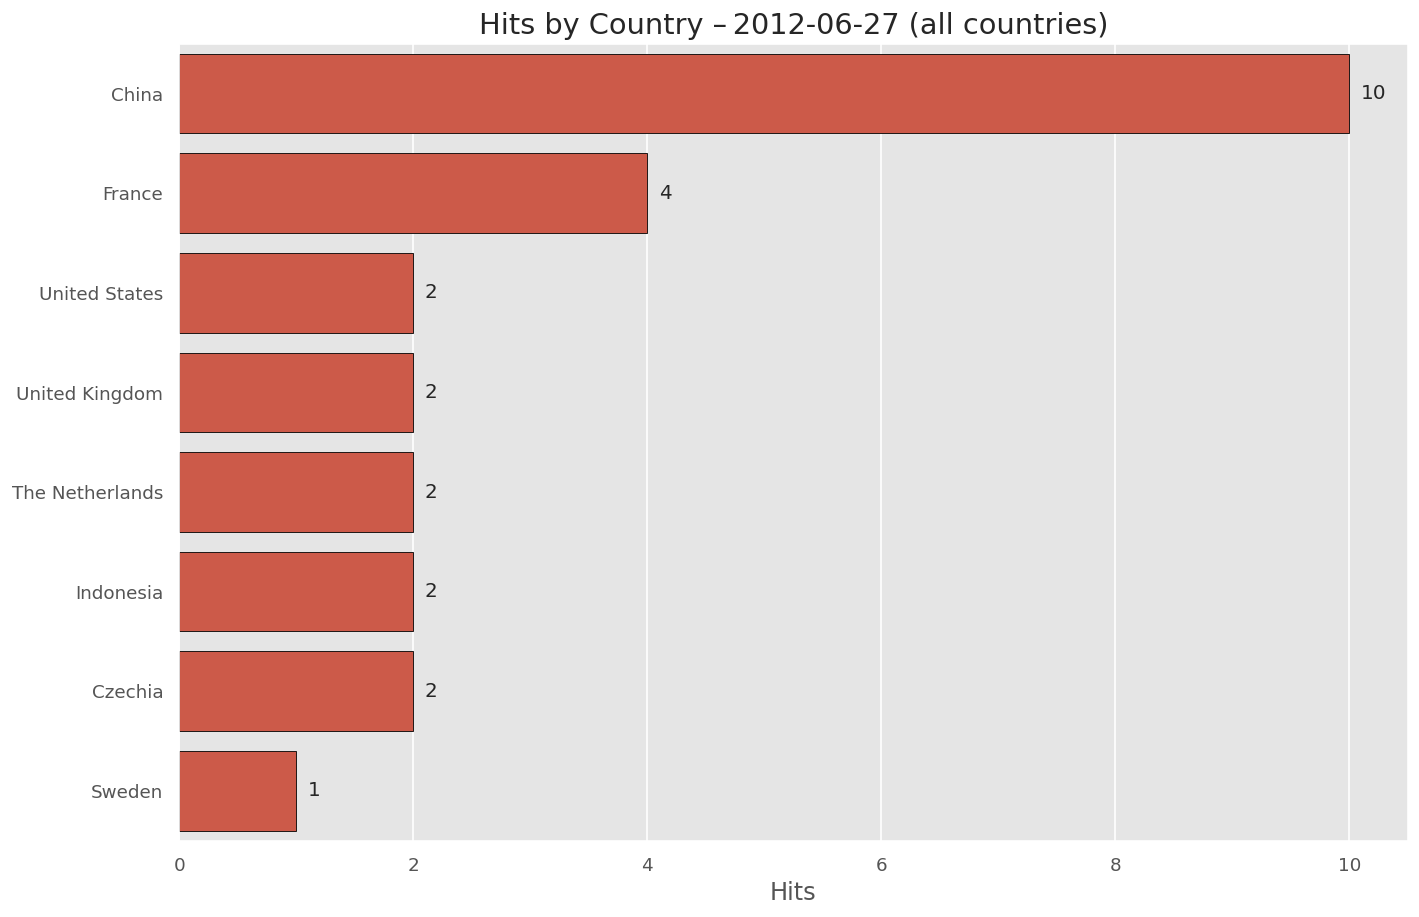 Hits by Country – 2012-06-27 (all countries)
China 10
France 4
United States 2
United Kingdom 2
The Netherlands 2
Indonesia 2
Czechia 2
Sweden 1
0 2 4 6 8 10
Hits